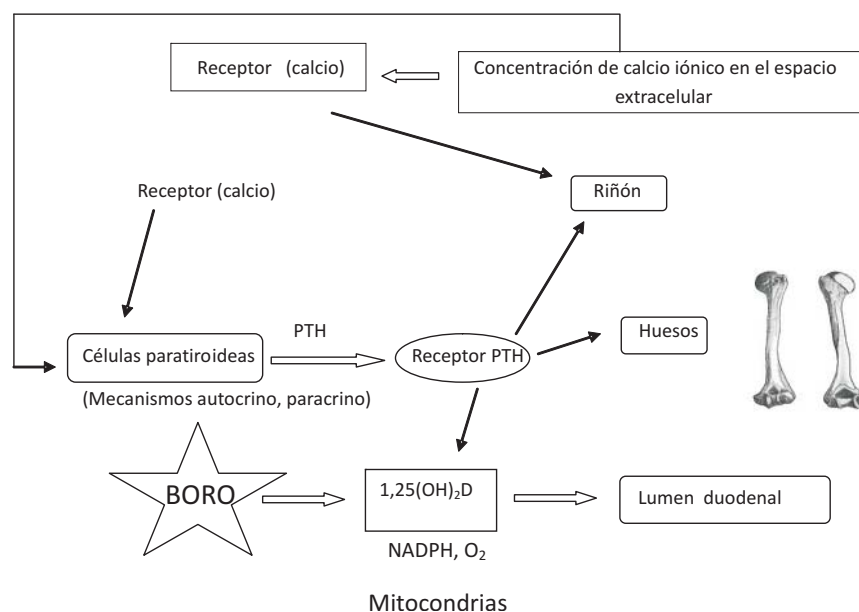 Receptor (calcio)
Concentración de calcio iónico en el espacio
extracelular
Receptor (calcio)
Riñón
PTH
Huesos
Células paratiroideas
Receptor PTH
(Mecanismos autocrino, paracrino)
BORO
1,25(OH)₂D
Lumen duodenal
NADPH, O₂
Mitocondrias